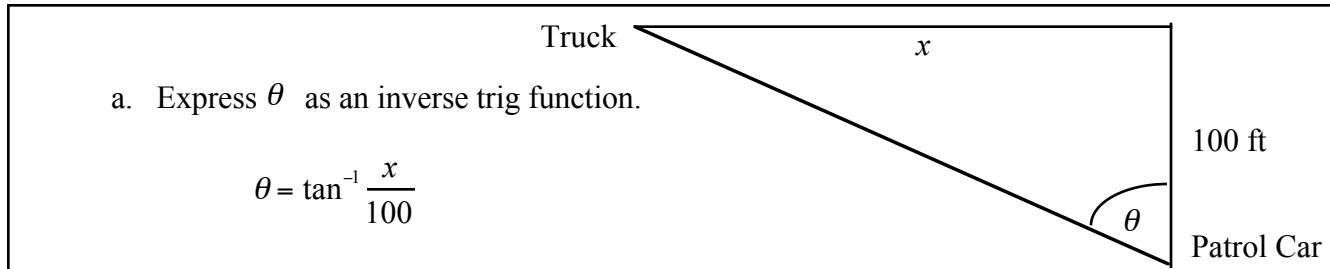 Truck
x
a. Express θ as an inverse trig function.
100 ft
θ = tan⁻¹ x/100
θ
Patrol Car